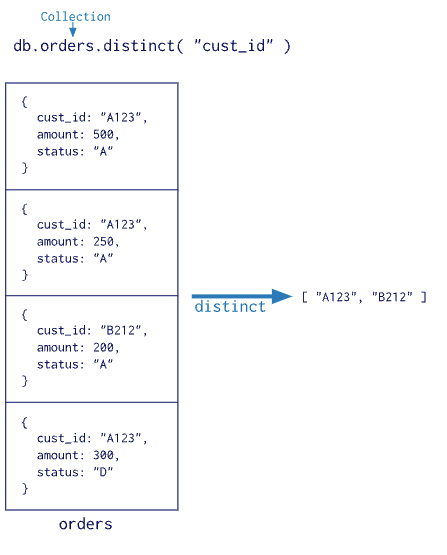 Collection
db.orders.distinct( "cust_id" )
{
cust_id: "A123",
amount: 500,
status: "A"
}
{
cust_id: "A123",
amount: 250,
status: "A"
}
{
cust_id: "B212",
amount: 200,
status: "A"
}
{
cust_id: "A123",
amount: 300,
status: "D"
}
orders
distinct
[ "A123", "B212" ]